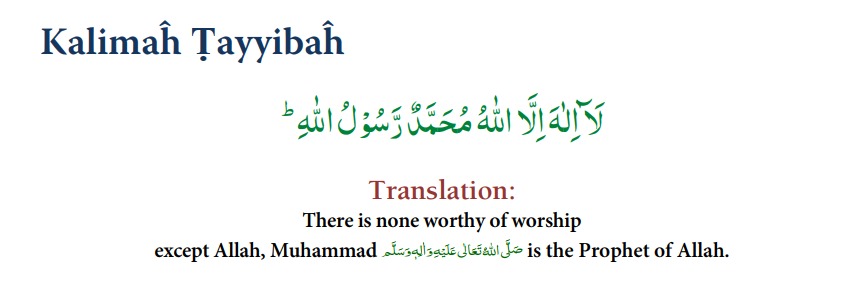 Kalimaĥ Ṭayyibaĥ
لَآ اِلٰهَ اِلَّا اللّٰهُ مُحَمَّدٌ رَّسُوْلُ اللّٰهِ ؕ
Translation:
There is none worthy of worship
except Allah, Muhammad صَلَّى اللهُ تَعَالٰى عَلَيْهِ وَاٰلِهٖ وَسَلَّم is the Prophet of Allah.